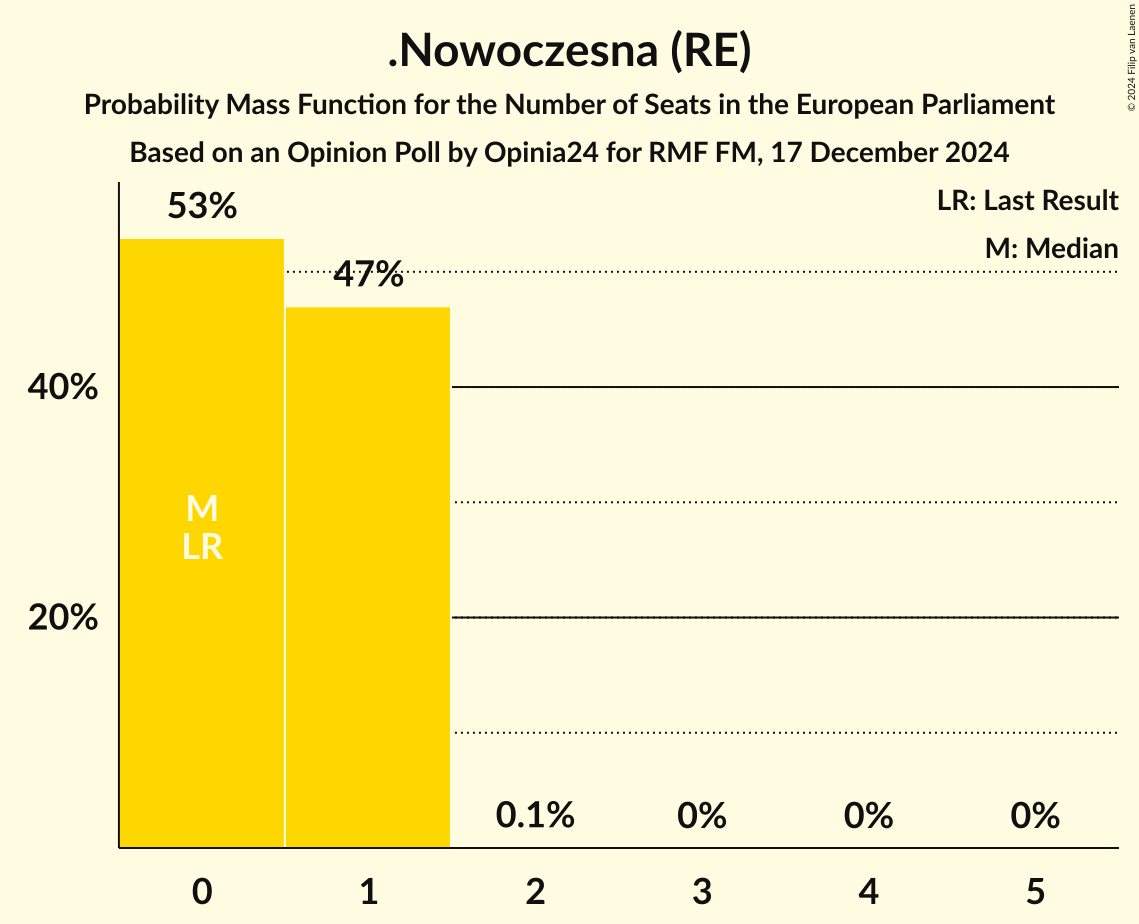 .Nowoczesna (RE)
Probability Mass Function for the Number of Seats in the European Parliament
Based on an Opinion Poll by Opinia24 for RMF FM, 17 December 2024
© 2024 Filip van Laenen
LR: Last Result
M: Median
53%
47%
40%
20%
M
LR
0.1%
0%
0%
0%
0
1
2
3
4
5